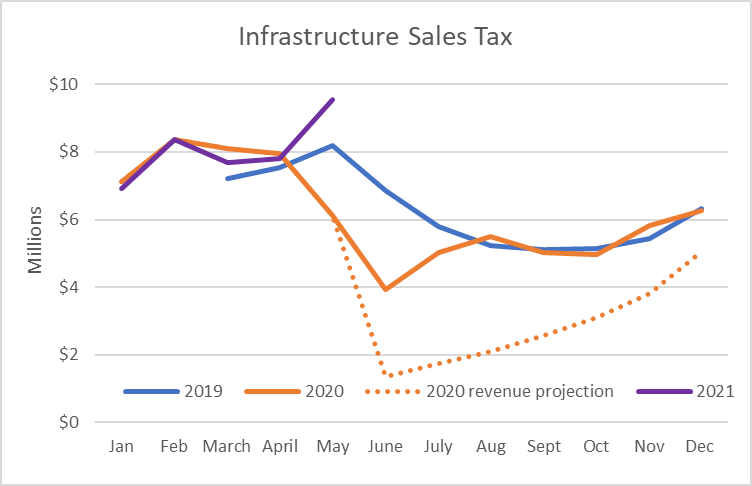 Infrastructure Sales Tax
$10
$8
$6
$4
$2
$0
Millions
2019 2020 2020 revenue projection 2021
Jan Feb March April May June July Aug Sept Oct Nov Dec